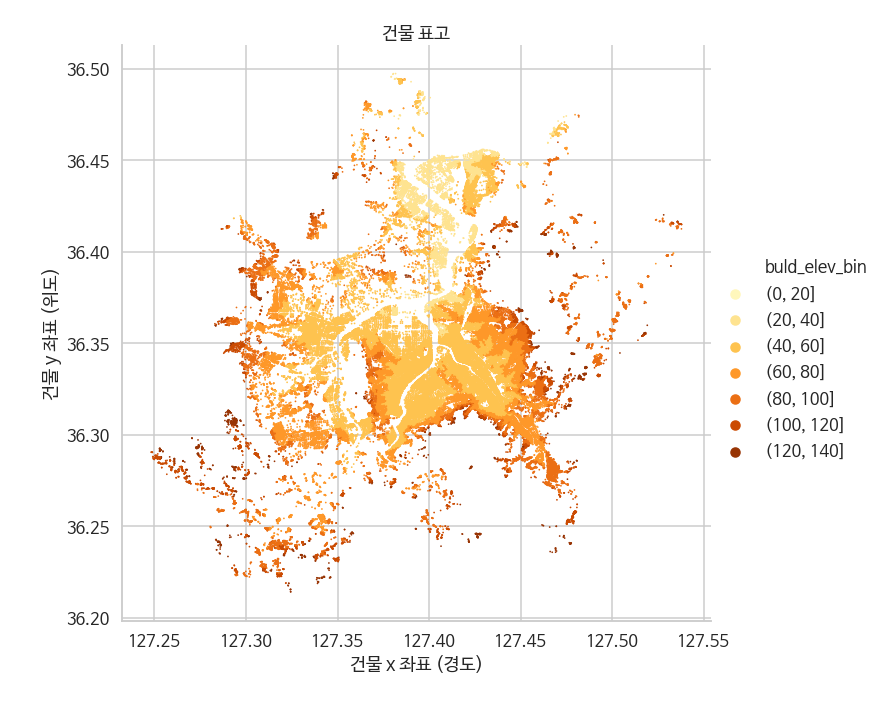 건물 표고
36.50
36.45
36.40
36.35
36.30
36.25
36.20
건물 y 좌표 (위도)
127.25 127.30 127.35 127.40 127.45 127.50 127.55
건물 x 좌표 (경도)
buld_elev_bin
(0, 20]
(20, 40]
(40, 60]
(60, 80]
(80, 100]
(100, 120]
(120, 140]